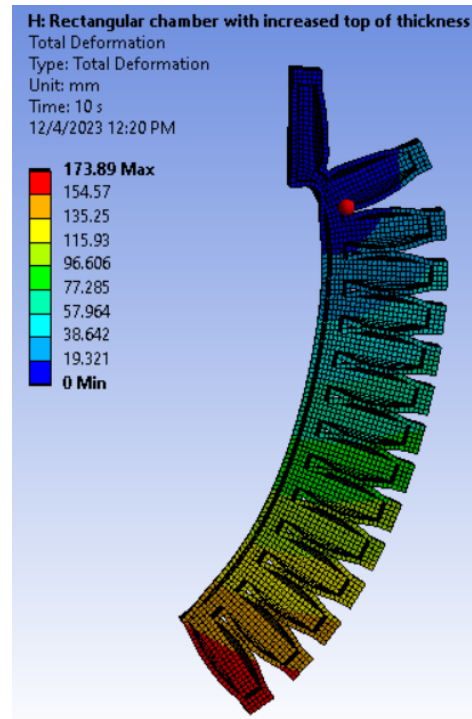 H: Rectangular chamber with increased top of thickness
Total Deformation
Type: Total Deformation
Unit: mm
Time: 10 s
12/4/2023 12:20 PM
173.89 Max
154.57
135.25
115.93
96.606
77.285
57.964
38.642
19.321
0 Min